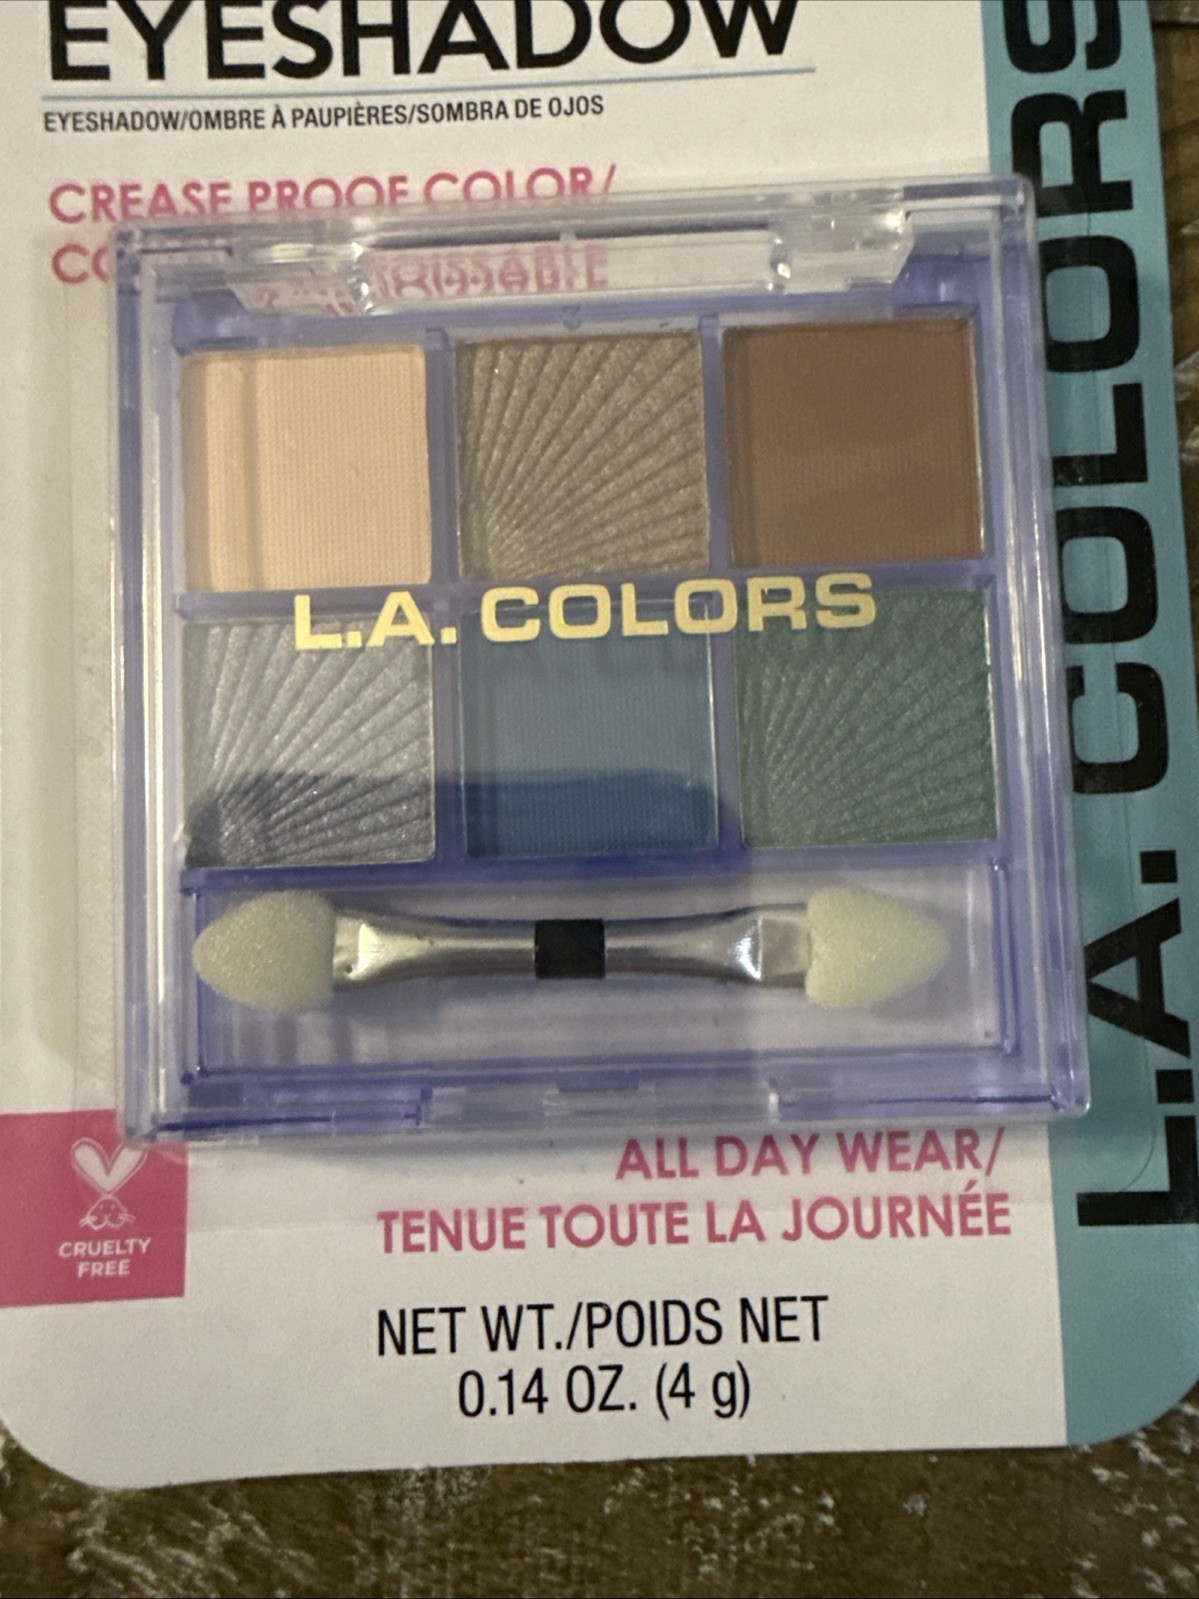 EYESHADOW
EYESHADOW/OMBRE À PAUPIÈRES/SOMBRA DE OJOS
CREASE PROOF COLOR/
L.A. COLORS
L.A. COLORS
CRUELTY
FREE
ALL DAY WEAR/
TENUE TOUTE LA JOURNÉE
NET WT./POIDS NET
0.14 OZ. (4 g)